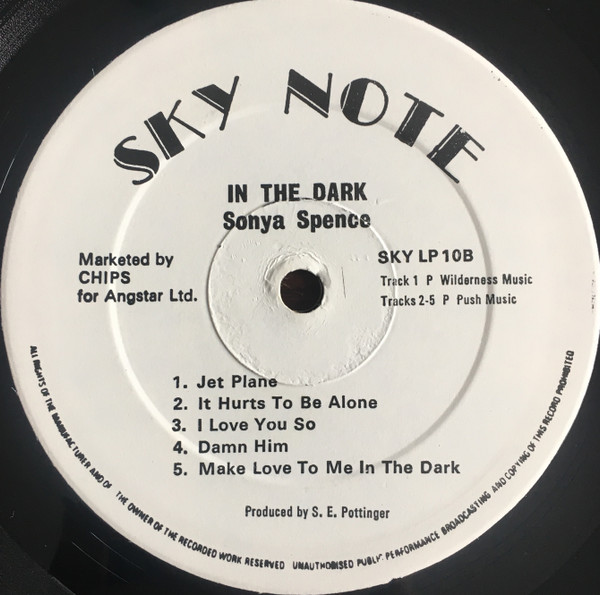 SKY NOTE
IN THE DARK
Sonya Spence
Marketed by
CHIPS
for Angstar Ltd.
SKY LP10B
Track 1 P Wilderness Music
Tracks 2-5 P Push Music
1. Jet Plane
2. It Hurts To Be Alone
3. I Love You So
4. Damn Him
5. Make Love To Me In The Dark
Produced by S. E. Pottinger
ALL RIGHTS OF THE MANUFACTURER AND OF THE OWNER OF THE RECORDED WORK RESERVED UNAUTHORISED PUBLIC PERFORMANCE BROADCASTING AND COPYING OF THIS RECORD PROHIBITED